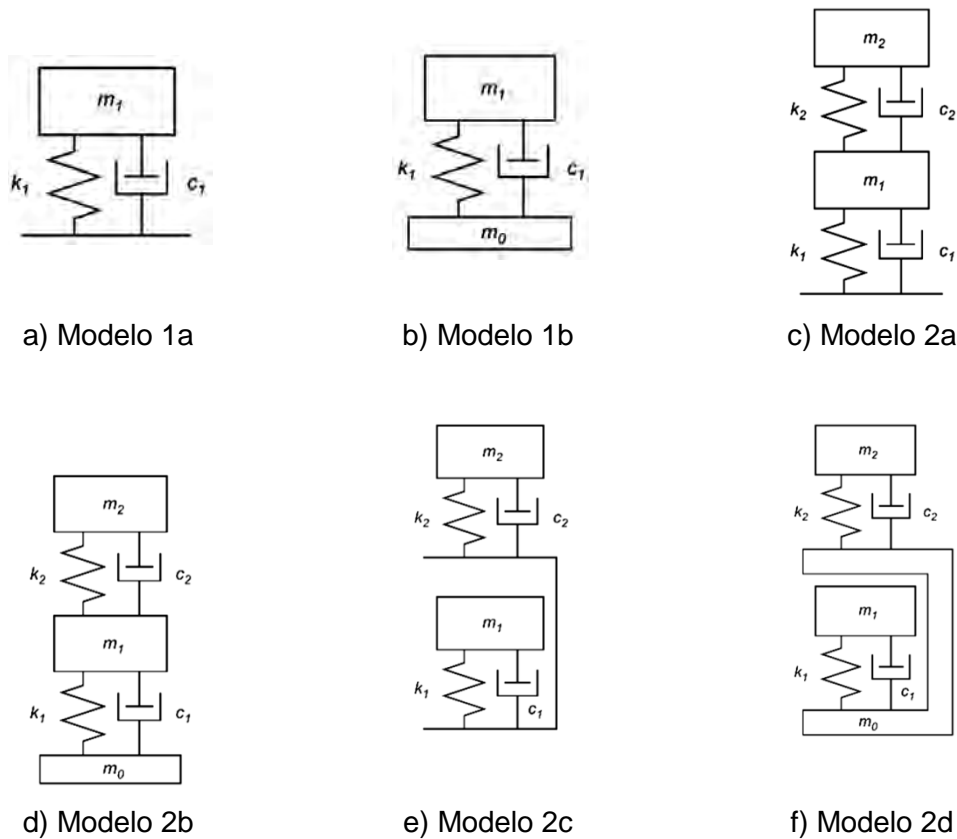 m₁
k₁
c₁
a) Modelo 1a
m₁
k₁
c₁
m₀
b) Modelo 1b
m₂
k₂
c₂
m₁
k₁
c₁
c) Modelo 2a
m₂
k₂
c₂
m₁
k₁
c₁
m₀
d) Modelo 2b
m₂
k₂
c₂
m₁
k₁
c₁
e) Modelo 2c
m₂
k₂
c₂
m₁
k₁
c₁
m₀
f) Modelo 2d